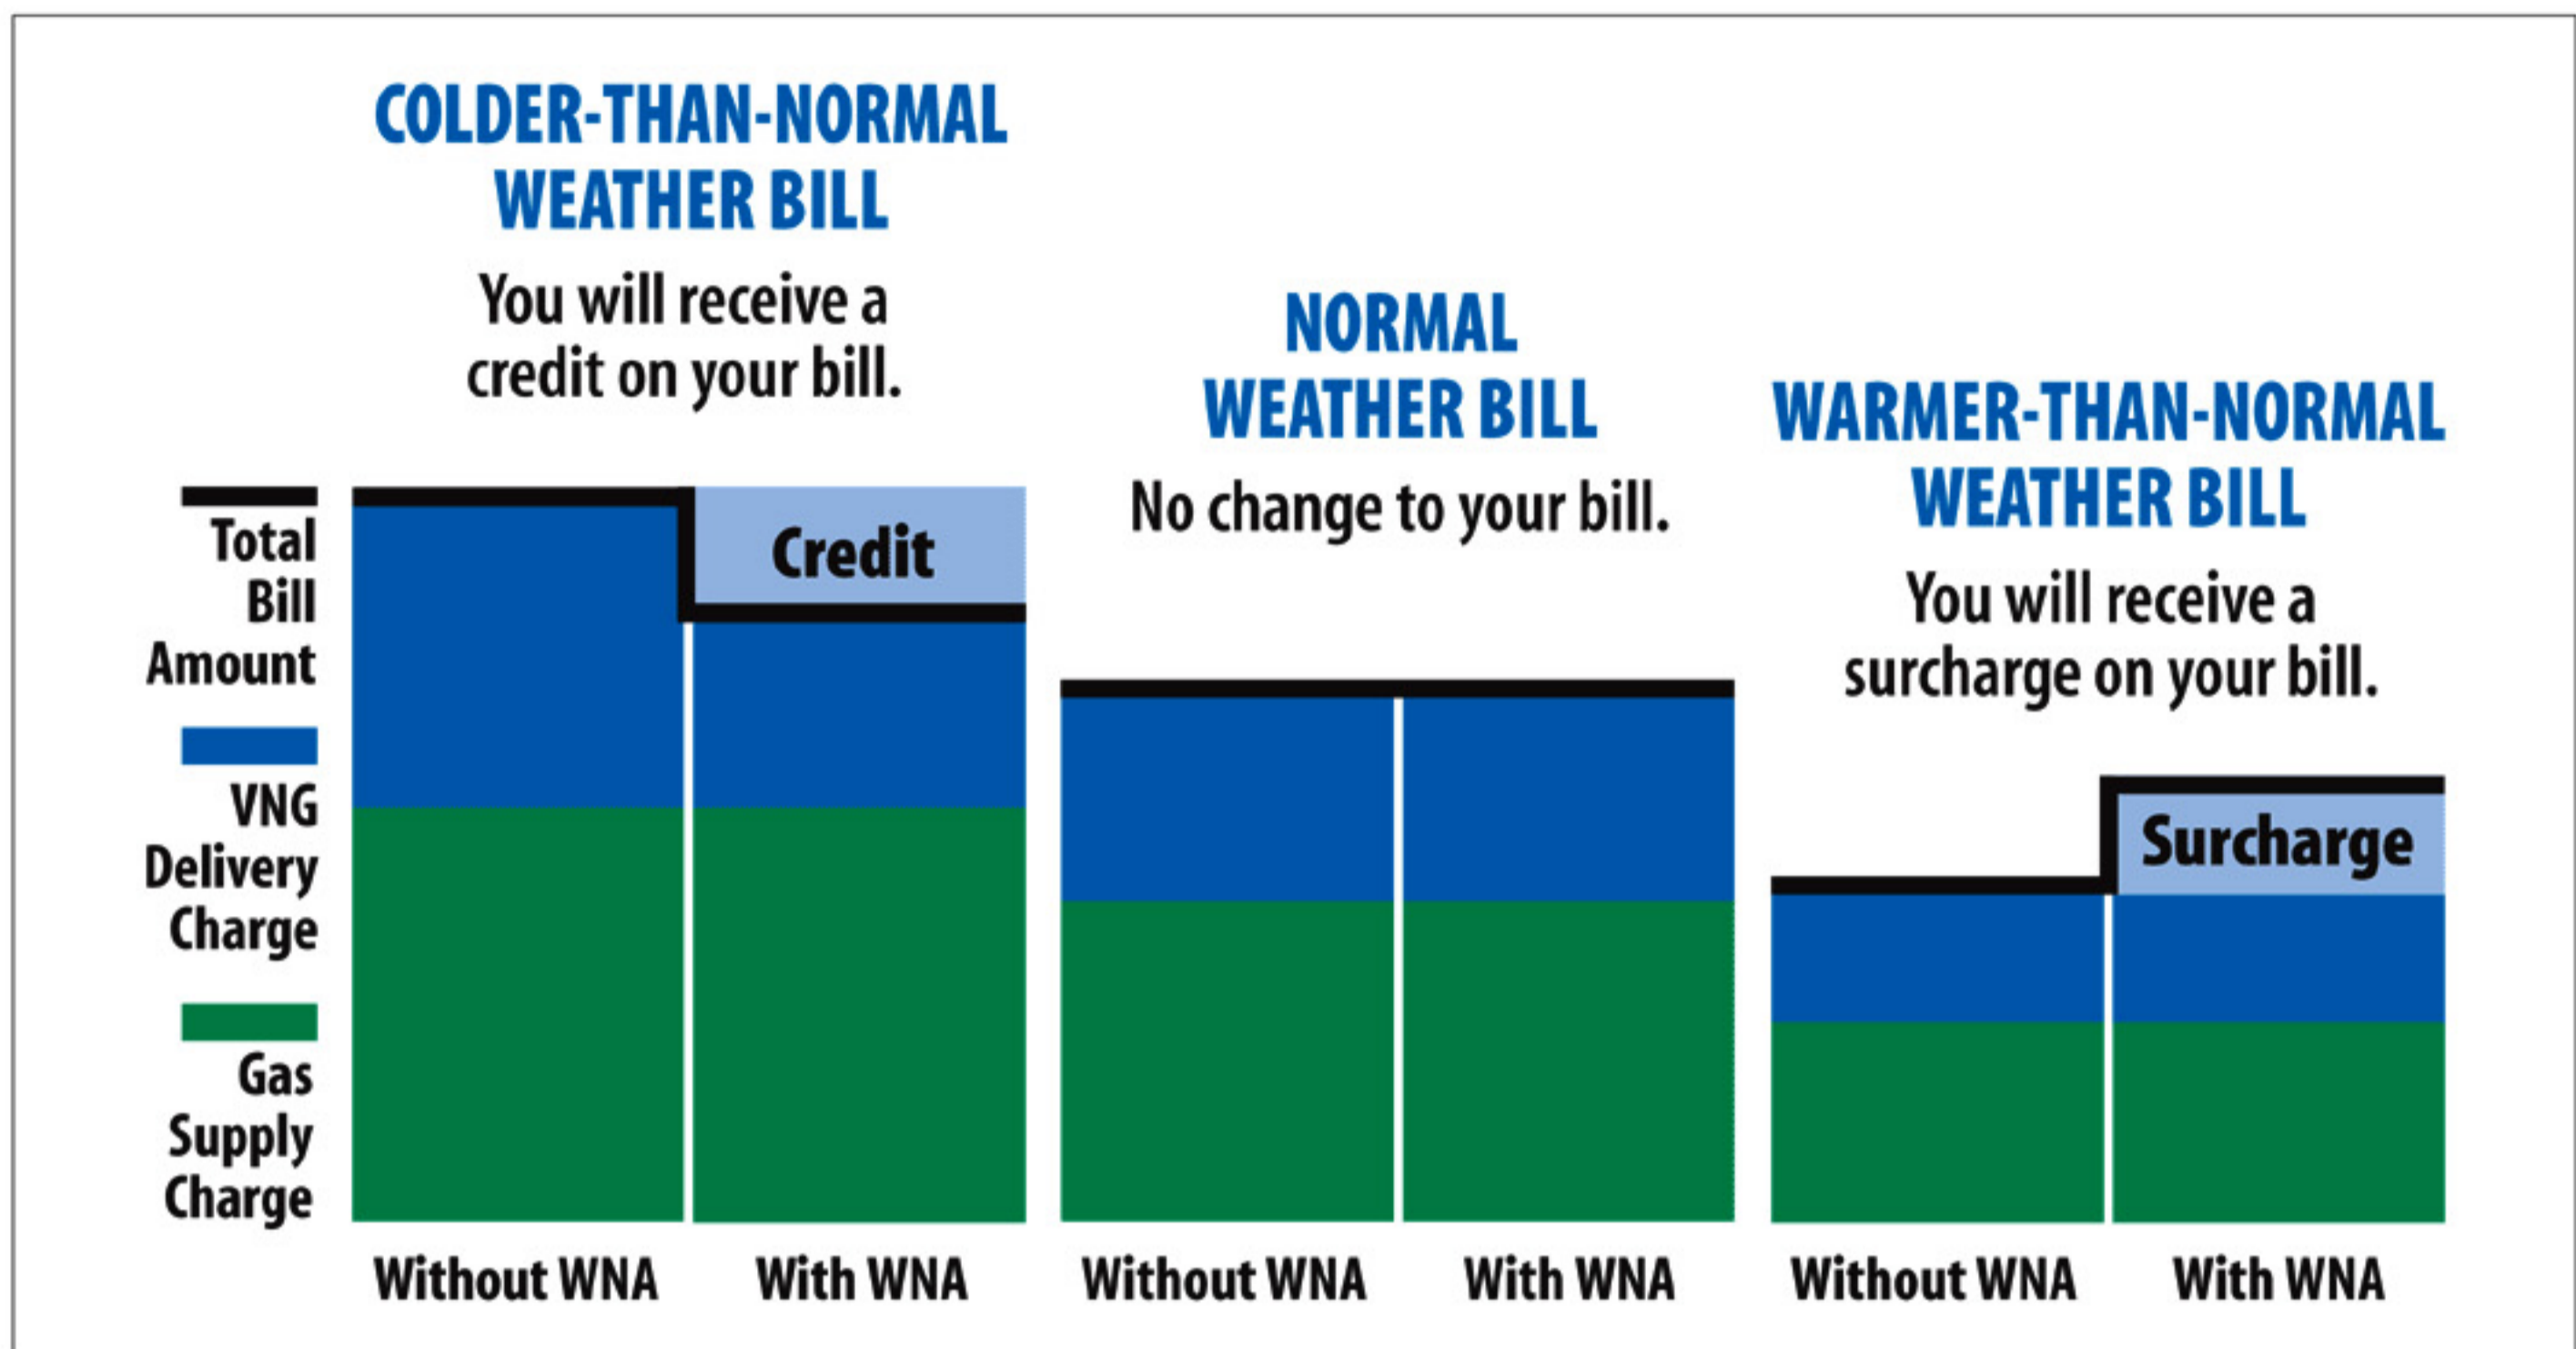 COLDER-THAN-NORMAL
WEATHER BILL
You will receive a
credit on your bill.
NORMAL
WEATHER BILL
No change to your bill.
WARMER-THAN-NORMAL
WEATHER BILL
You will receive a
surcharge on your bill.
Total
Bill
Amount
VNG
Delivery
Charge
Gas
Supply
Charge
Credit
Surcharge
Without WNA
With WNA
Without WNA
With WNA
Without WNA
With WNA